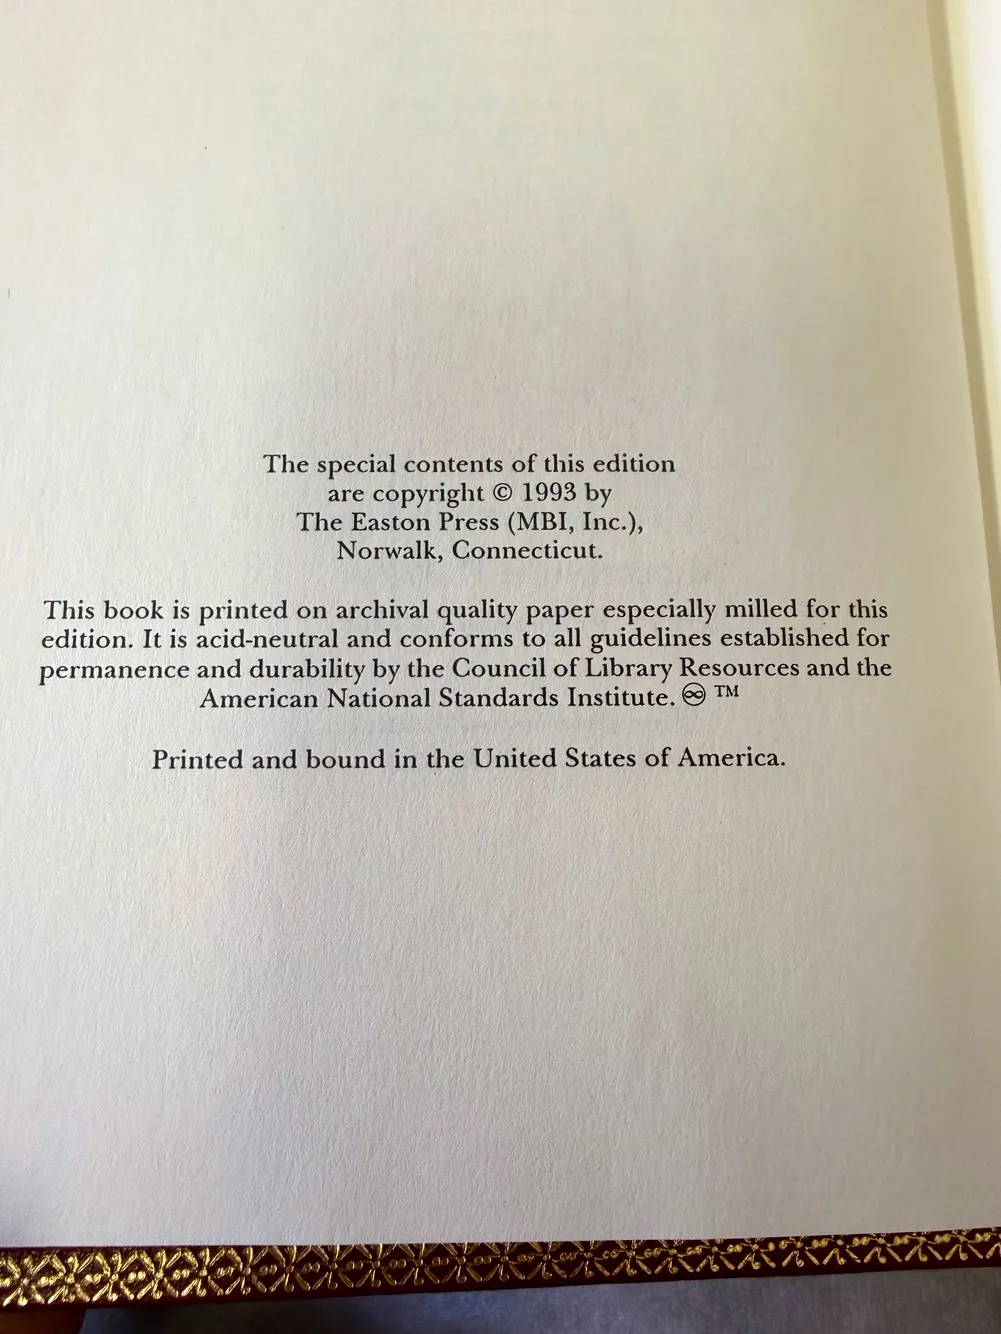 The special contents of this edition
are copyright © 1993 by
The Easton Press (MBI, Inc.),
Norwalk, Connecticut.
This book is printed on archival quality paper especially milled for this
edition. It is acid-neutral and conforms to all guidelines established for
permanence and durability by the Council of Library Resources and the
American National Standards Institute. ♾ ™
Printed and bound in the United States of America.